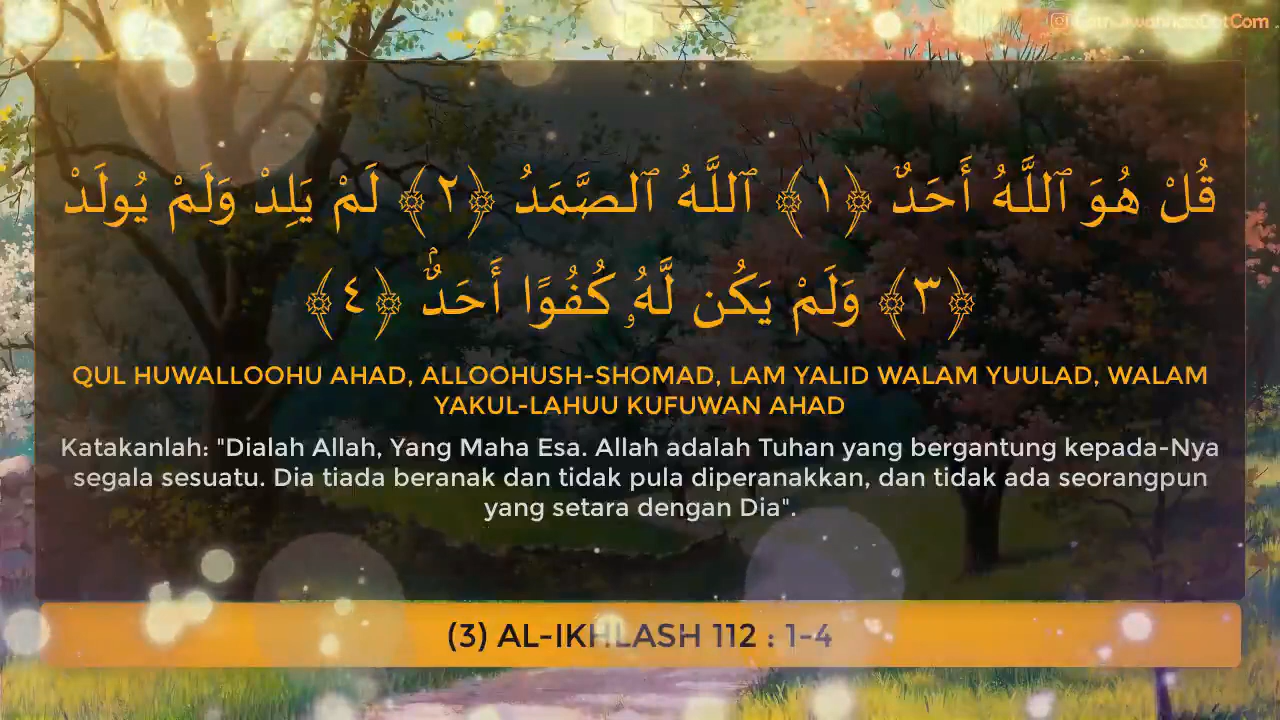 قُلْ هُوَ ٱللَّهُ أَحَدٌ ﴿١﴾ ٱللَّهُ ٱلصَّمَدُ ﴿٢﴾ لَمْ يَلِدْ وَلَمْ يُولَدْ
﴿٣﴾ وَلَمْ يَكُن لَّهُۥ كُفُوًا أَحَدٌۢ ﴿٤﴾
QUL HUWALLOOHU AHAD, ALLOOHUSH-SHOMAD, LAM YALID WALAM YUULAD, WALAM
YAKUL-LAHUU KUFUWAN AHAD
Katakanlah: "Dialah Allah, Yang Maha Esa. Allah adalah Tuhan yang bergantung kepada-Nya
segala sesuatu. Dia tiada beranak dan tidak pula diperanakkan, dan tidak ada seorangpun
yang setara dengan Dia".
(3) AL-IKHLASH 112 : 1-4